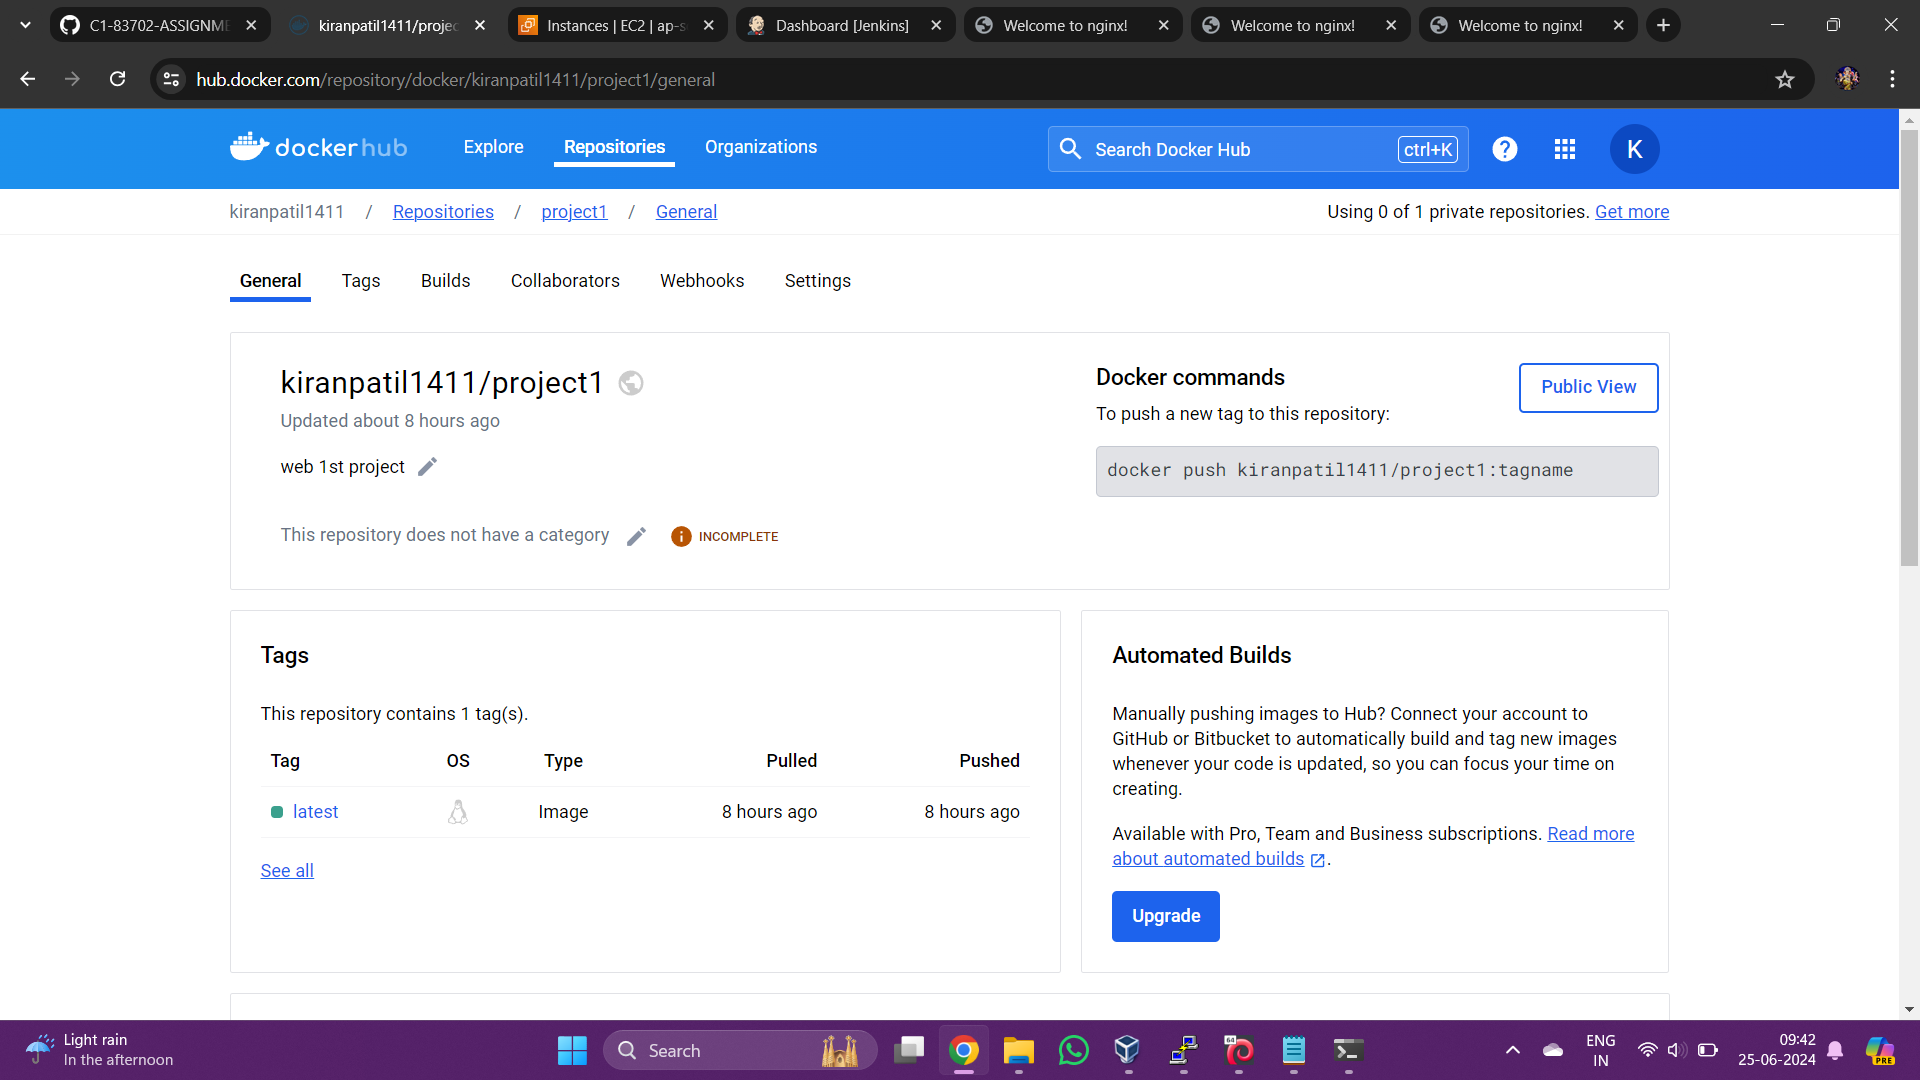 C1-83702-ASSIGNME
kiranpatil1411/projec
Instances | EC2 | ap-s
Dashboard [Jenkins]
Welcome to nginx!
Welcome to nginx!
Welcome to nginx!
hub.docker.com/repository/docker/kiranpatil1411/project1/general
dockerhub
Explore
Repositories
Organizations
Search Docker Hub
ctrl+K
?
K
kiranpatil1411 / Repositories / project1 / General
Using 0 of 1 private repositories. Get more
General
Tags
Builds
Collaborators
Webhooks
Settings
kiranpatil1411/project1
Updated about 8 hours ago
web 1st project
This repository does not have a category
INCOMPLETE
Docker commands
To push a new tag to this repository:
Public View
docker push kiranpatil1411/project1:tagname
Tags
This repository contains 1 tag(s).
Tag OS Type Pulled Pushed
latest Image 8 hours ago 8 hours ago
See all
Automated Builds
Manually pushing images to Hub? Connect your account to
GitHub or Bitbucket to automatically build and tag new images
whenever your code is updated, so you can focus your time on
creating.
Available with Pro, Team and Business subscriptions. Read more
about automated builds .
Upgrade
Light rain
In the afternoon
Search
64
ENG
IN
09:42
25-06-2024
PRE